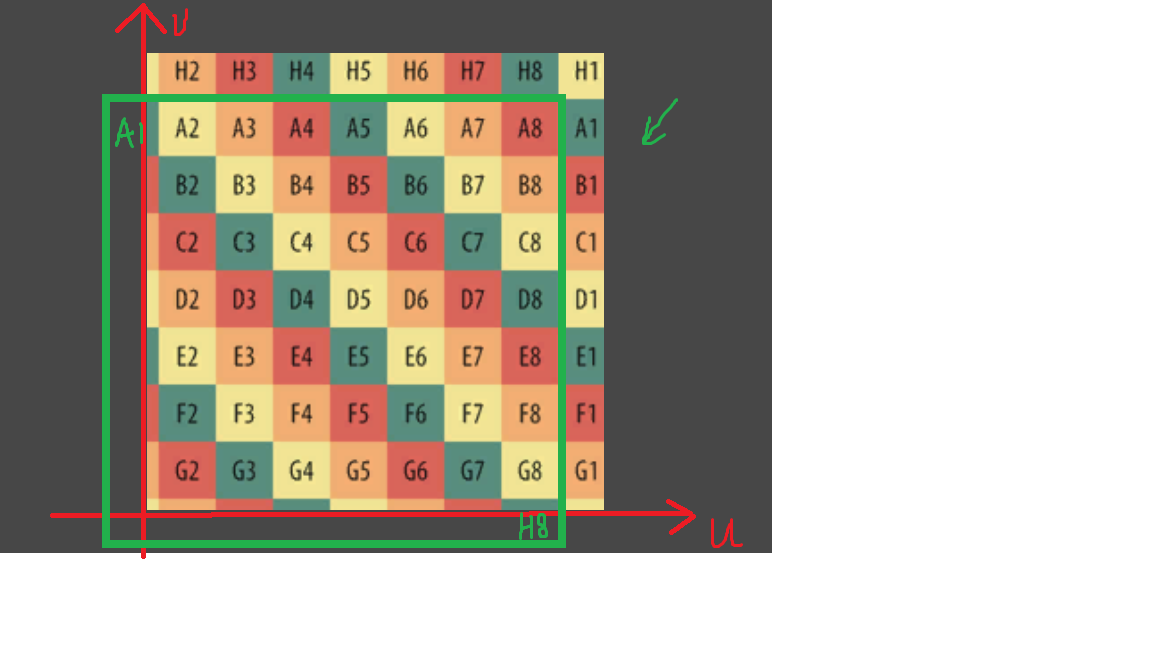 v
H2 H3 H4 H5 H6 H7 H8 H1
A1 A2 A3 A4 A5 A6 A7 A8 A1
B2 B3 B4 B5 B6 B7 B8 B1
C2 C3 C4 C5 C6 C7 C8 C1
D2 D3 D4 D5 D6 D7 D8 D1
E2 E3 E4 E5 E6 E7 E8 E1
F2 F3 F4 F5 F6 F7 F8 F1
G2 G3 G4 G5 G6 G7 G8 G1
H8
u